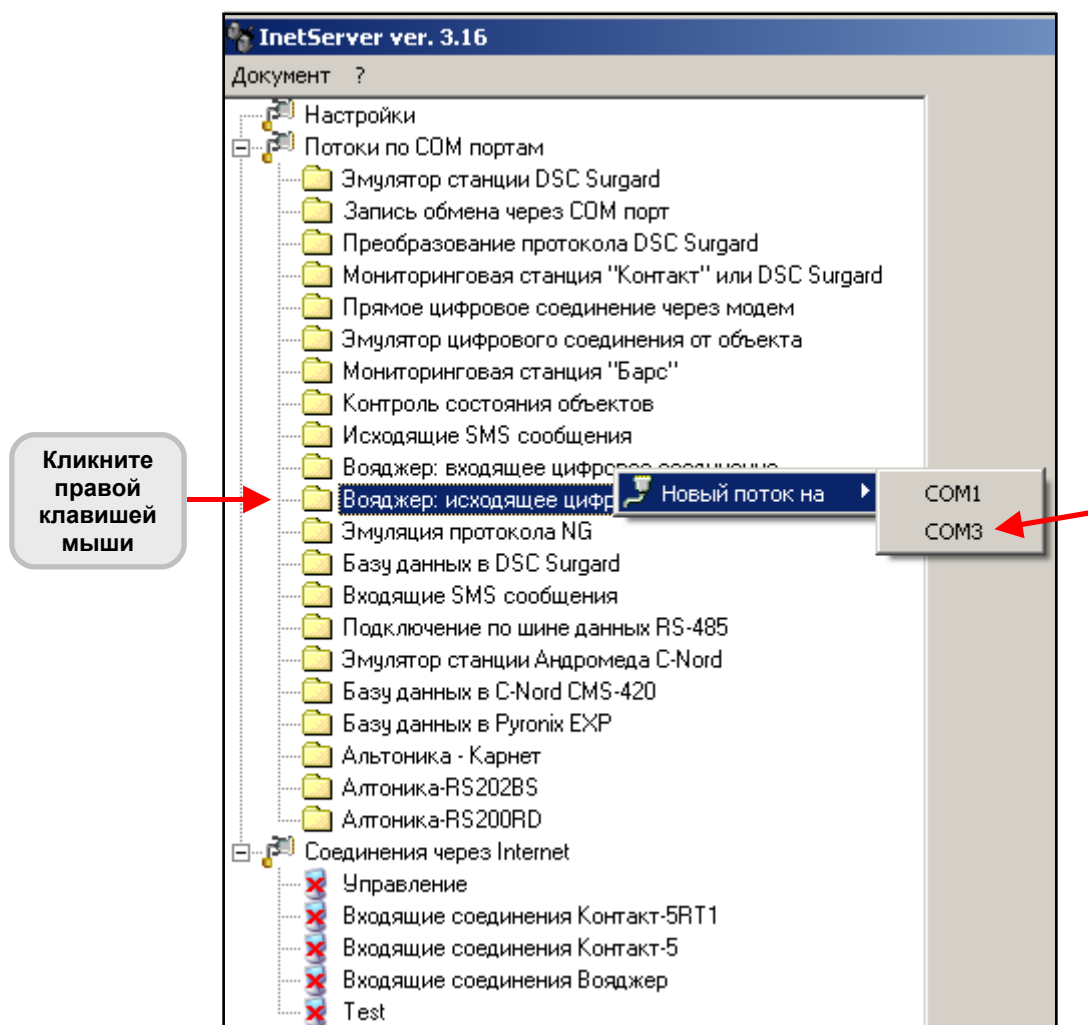 InetServer ver. 3.16
Документ ?
Настройки
Потоки по COM портам
Эмулятор станции DSC Surgard
Запись обмена через COM порт
Преобразование протокола DSC Surgard
Мониторинговая станция "Контакт" или DSC Surgard
Прямое цифровое соединение через модем
Эмулятор цифрового соединения от объекта
Мониторинговая станция "Барс"
Контроль состояния объектов
Исходящие SMS сообщения
Вояджер: входящее цифровое соединение
Кликните
правой
клавишей
мыши
Вояджер: исходящее цифр
Новый поток на
COM1
COM3
Эмуляция протокола NG
Базу данных в DSC Surgard
Входящие SMS сообщения
Подключение по шине данных RS-485
Эмулятор станции Андромеда C-Nord
Базу данных в C-Nord CMS-420
Базу данных в Pyronix EXP
Альтоника - Карнет
Алтоника-RS202BS
Алтоника-RS200RD
Соединения через Internet
Управление
Входящие соединения Контакт-5RT1
Входящие соединения Контакт-5
Входящие соединения Вояджер
Test